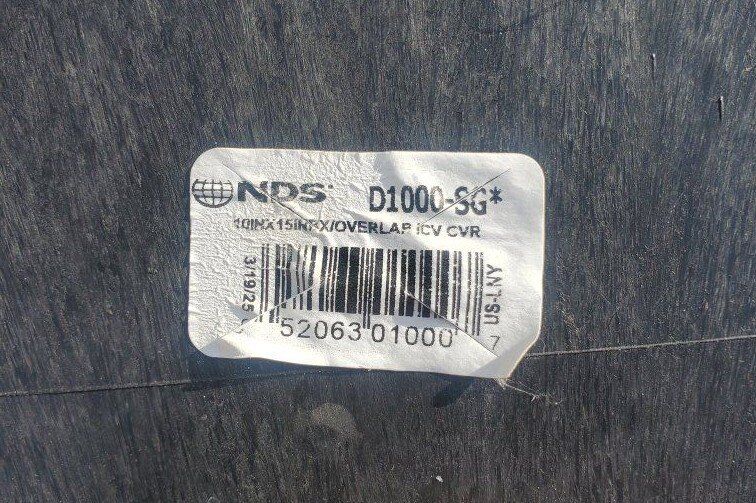 NDS D1000-SG*
10INX15INRX/OVERLAP ICV CVR
3/19/25
US-LNY
52063 01000 7